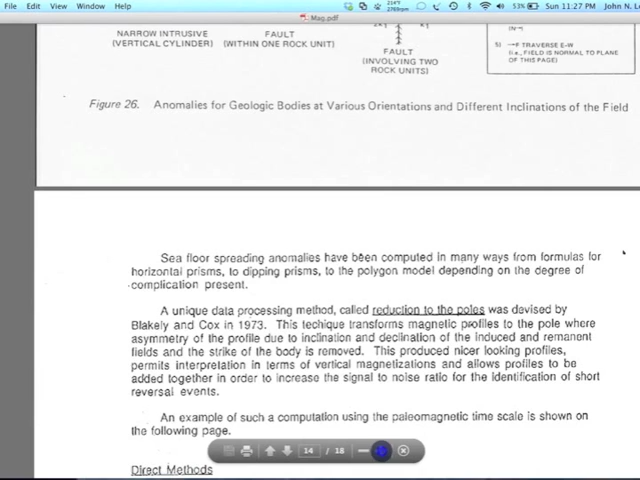 File Edit View Window Help 214°F 2769rpm 53% Sun 11:27 PM John N. Lo
Mag.pdf
NARROW INTRUSIVE
(VERTICAL CYLINDER)
FAULT
(WITHIN ONE ROCK UNIT)
FAULT
(INVOLVING TWO
ROCK UNITS)
5) F TRAVERSE E-W
(i.e., FIELD IS NORMAL TO PLANE
OF THIS PAGE)
Figure 26. Anomalies for Geologic Bodies at Various Orientations and Different Inclinations of the Field
Sea floor spreading anomalies have been computed in many ways from formulas for
horizontal prisms, to dipping prisms, to the polygon model depending on the degree of
complication present.
A unique data processing method, called reduction to the poles was devised by
Blakely and Cox in 1973. This techique transforms magnetic profiles to the pole where
asymmetry of the profile due to inclination and declination of the induced and remanent
fields and the strike of the body is removed. This produced nicer looking profiles,
permits interpretation in terms of vertical magnetizations and allows profiles to be
added together in order to increase the signal to noise ratio for the identification of short
reversal events.
An example of such a computation using the paleomagnetic time scale is shown on
the following page.
14 / 18
Direct Methods